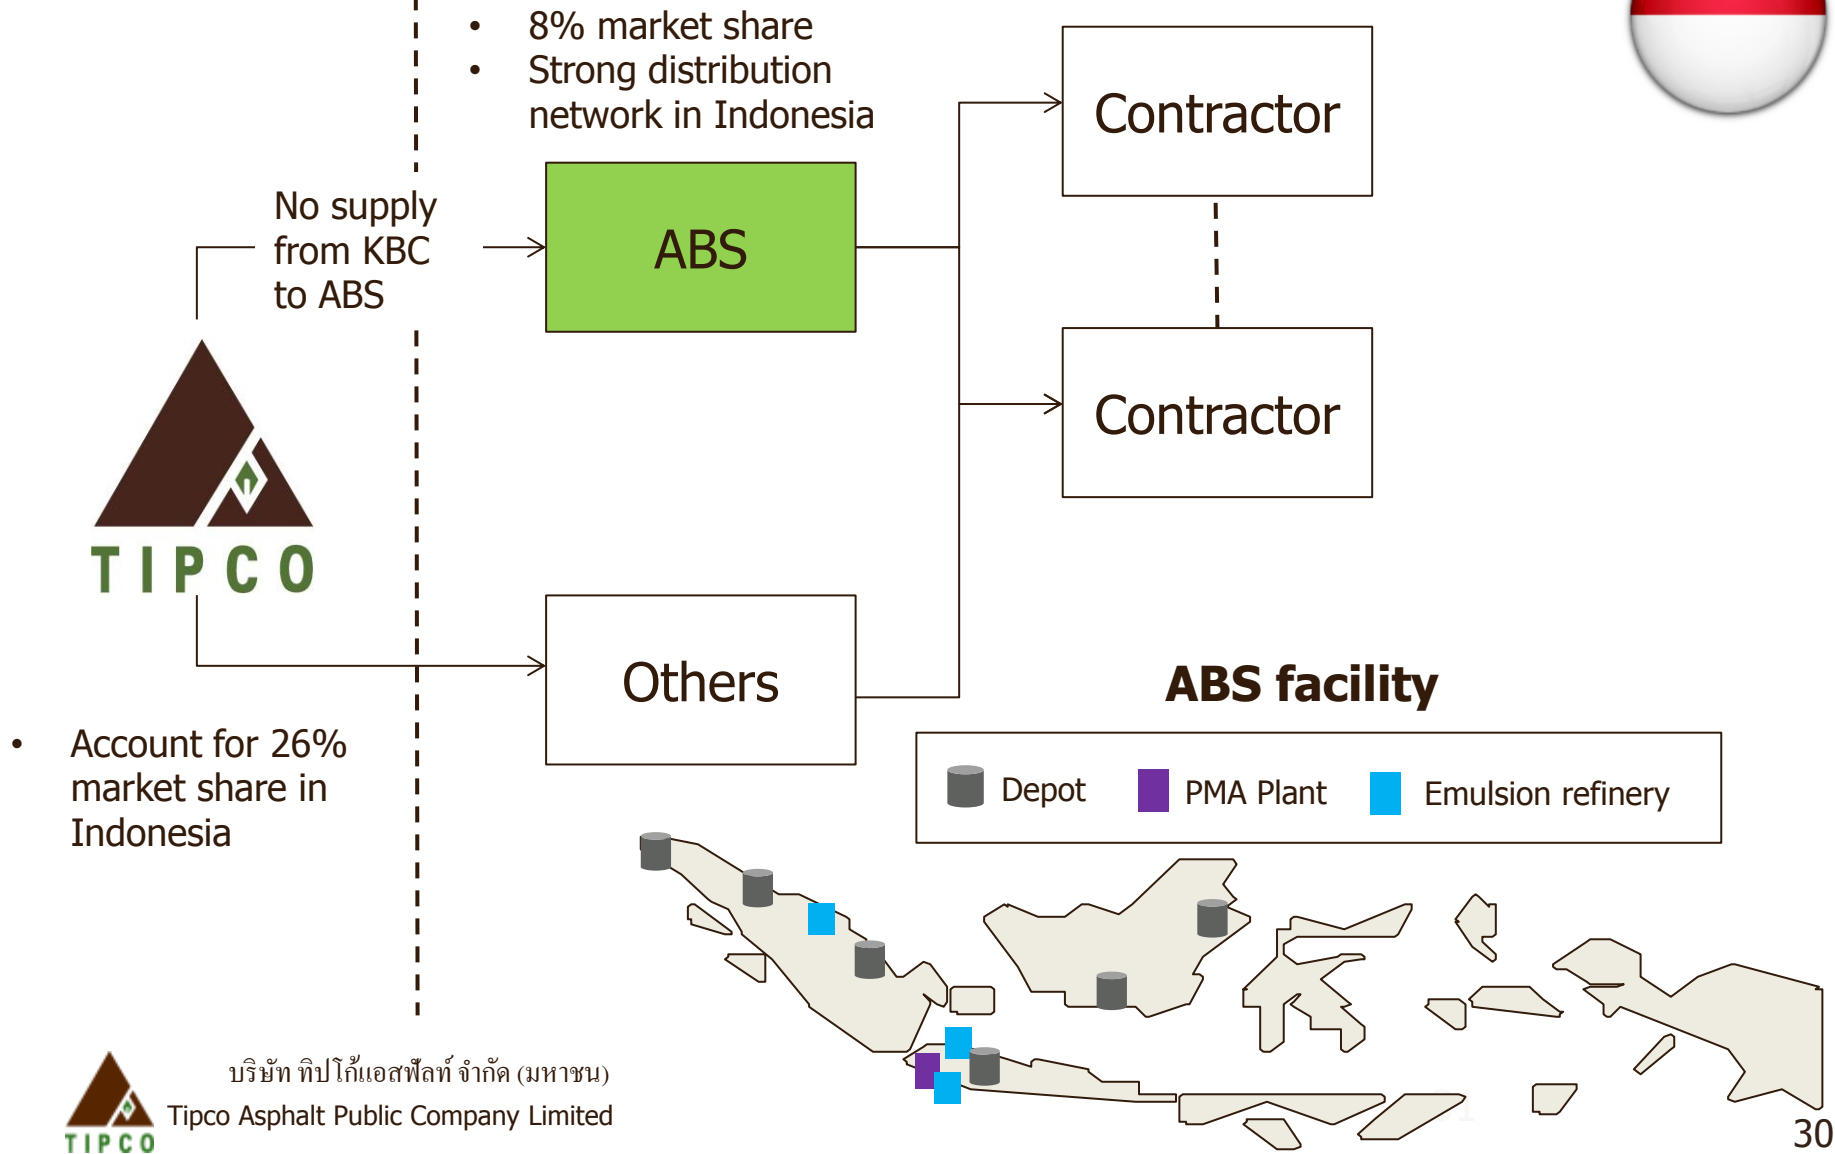 • 8% market share
• Strong distribution
network in Indonesia
Contractor
No supply
from KBC
to ABS
ABS
Contractor
TIPCO
Others
• Account for 26%
market share in
Indonesia
ABS facility
Depot
PMA Plant
Emulsion refinery
บริษัท ทิปโก้แอสฟัลท์ จำกัด (มหาชน)
Tipco Asphalt Public Company Limited
TIPCO
30